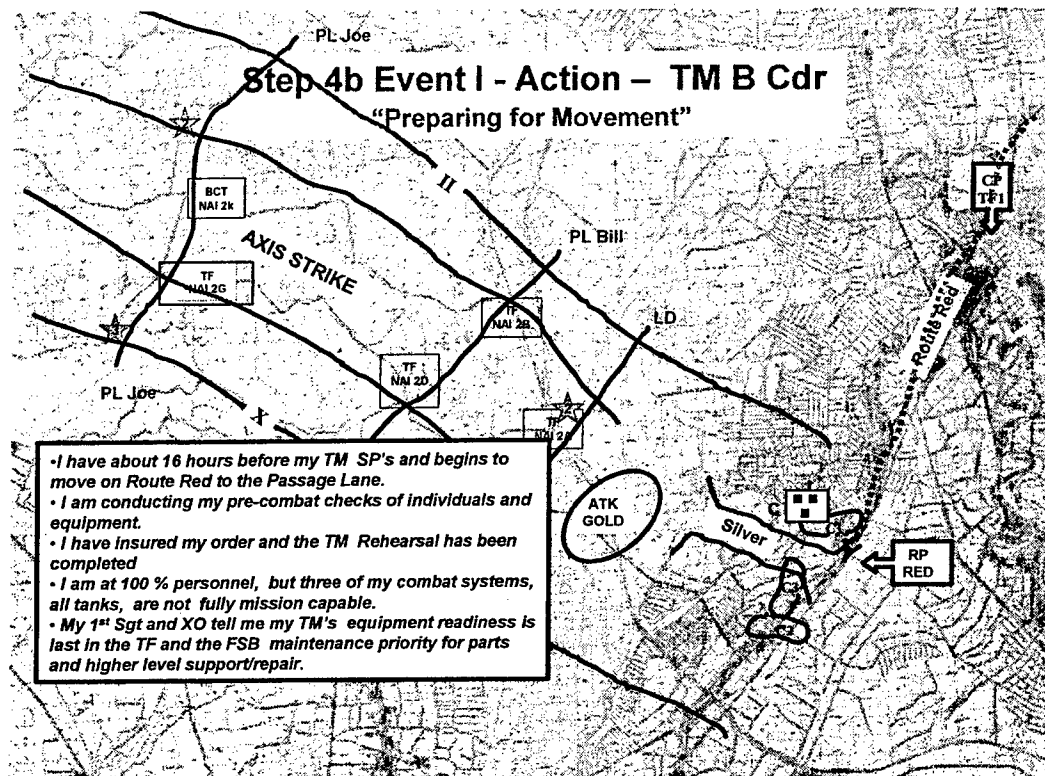 PL Joe
Step 4b Event I - Action – TM B Cdr
“Preparing for Movement”
2
II
BCT
NAI 2k
AXIS STRIKE
PL Bill
TF
NAI 2G
TF
NAI 2B
LD
Route Red
TF
NAI 2D
PL Joe
X
2
ATK
GOLD
C
Silver
RP
RED
•I have about 16 hours before my TM SP's and begins to
move on Route Red to the Passage Lane.
• I am conducting my pre-combat checks of individuals and
equipment.
• I have insured my order and the TM Rehearsal has been
completed
• I am at 100 % personnel, but three of my combat systems,
all tanks, are not fully mission capable.
• My 1st Sgt and XO tell me my TM's equipment readiness is
last in the TF and the FSB maintenance priority for parts
and higher level support/repair.